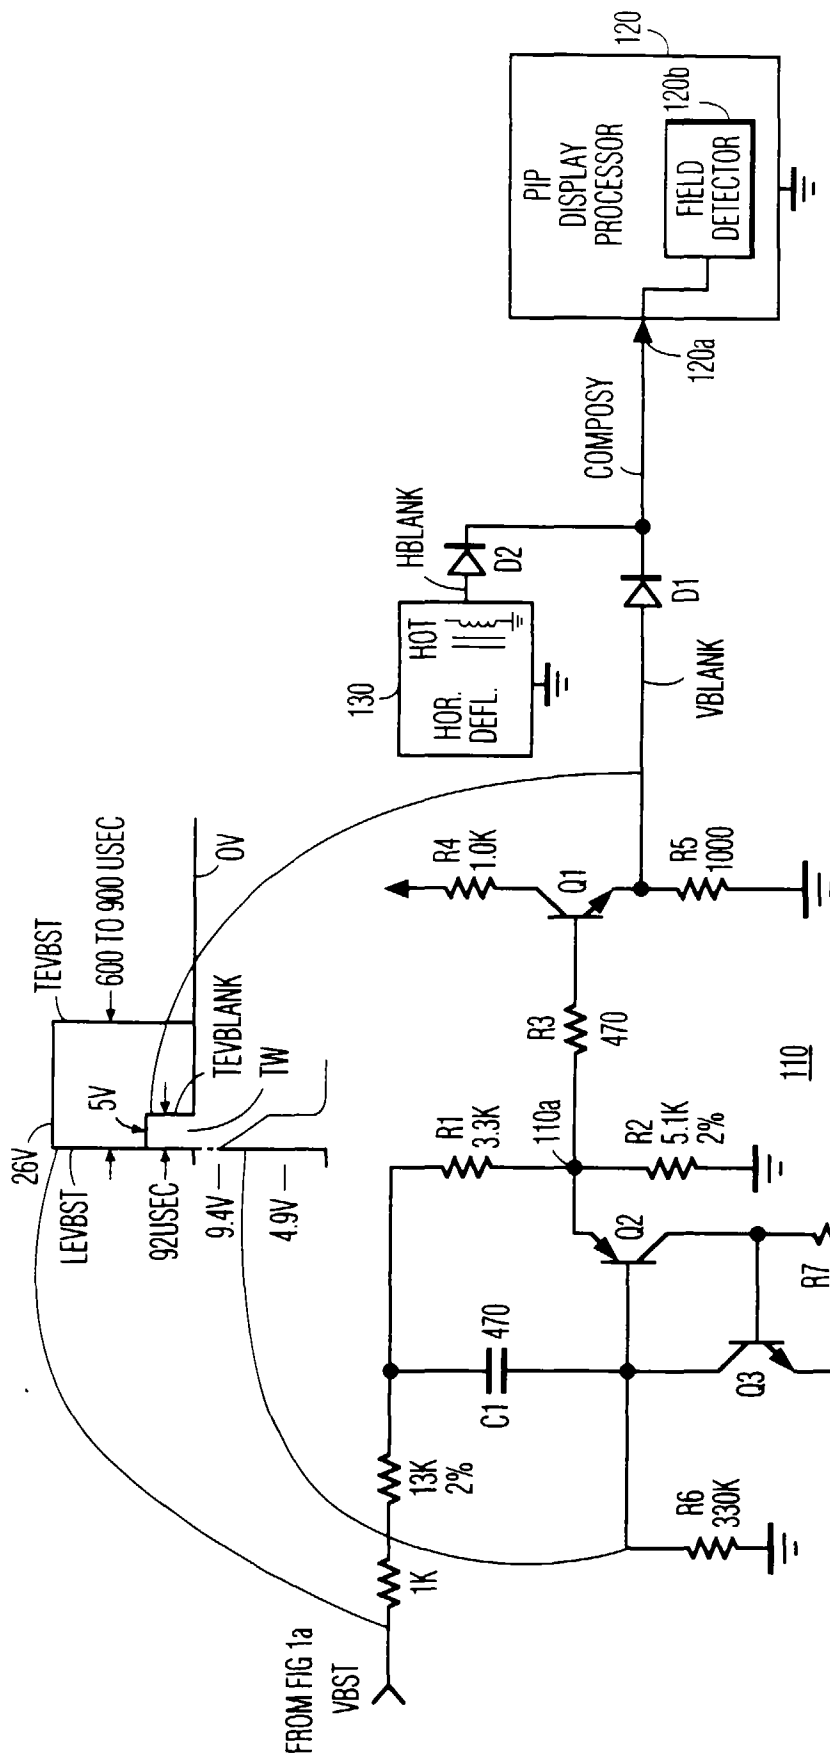 FROM FIG 1a
VBST
1K
13K
2%
C1
470
R6
330K
R1
3.3K
110a
R2
5.1K
2%
Q2
Q3
R7
R3
470
110
R4
1.0K
Q1
R5
1000
26V
LEVBST
TEVBST
5V
600 TO 900 USEC
0V
92USEC
TEVBLANK
TW
9.4V
4.9V
130
HOT
HOR.
DEFL.
HBLANK
D2
D1
VBLANK
COMPOSY
120a
PIP
DISPLAY
PROCESSOR
120
120b
FIELD
DETECTOR